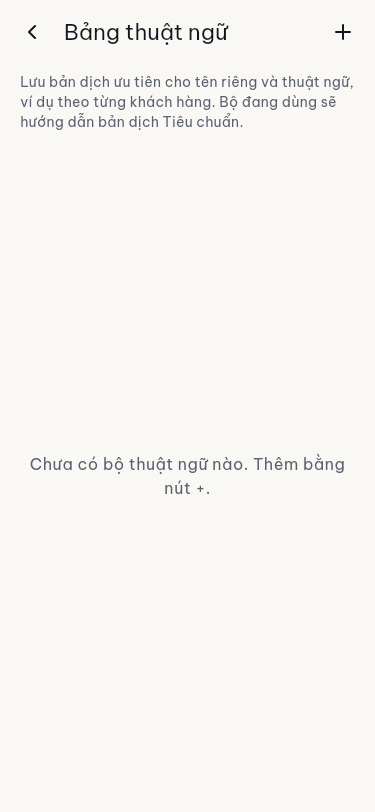 Bảng thuật ngữ
Lưu bản dịch ưu tiên cho tên riêng và thuật ngữ,
ví dụ theo từng khách hàng. Bộ đang dùng sẽ
hướng dẫn bản dịch Tiêu chuẩn.
Chưa có bộ thuật ngữ nào. Thêm bằng
nút +.